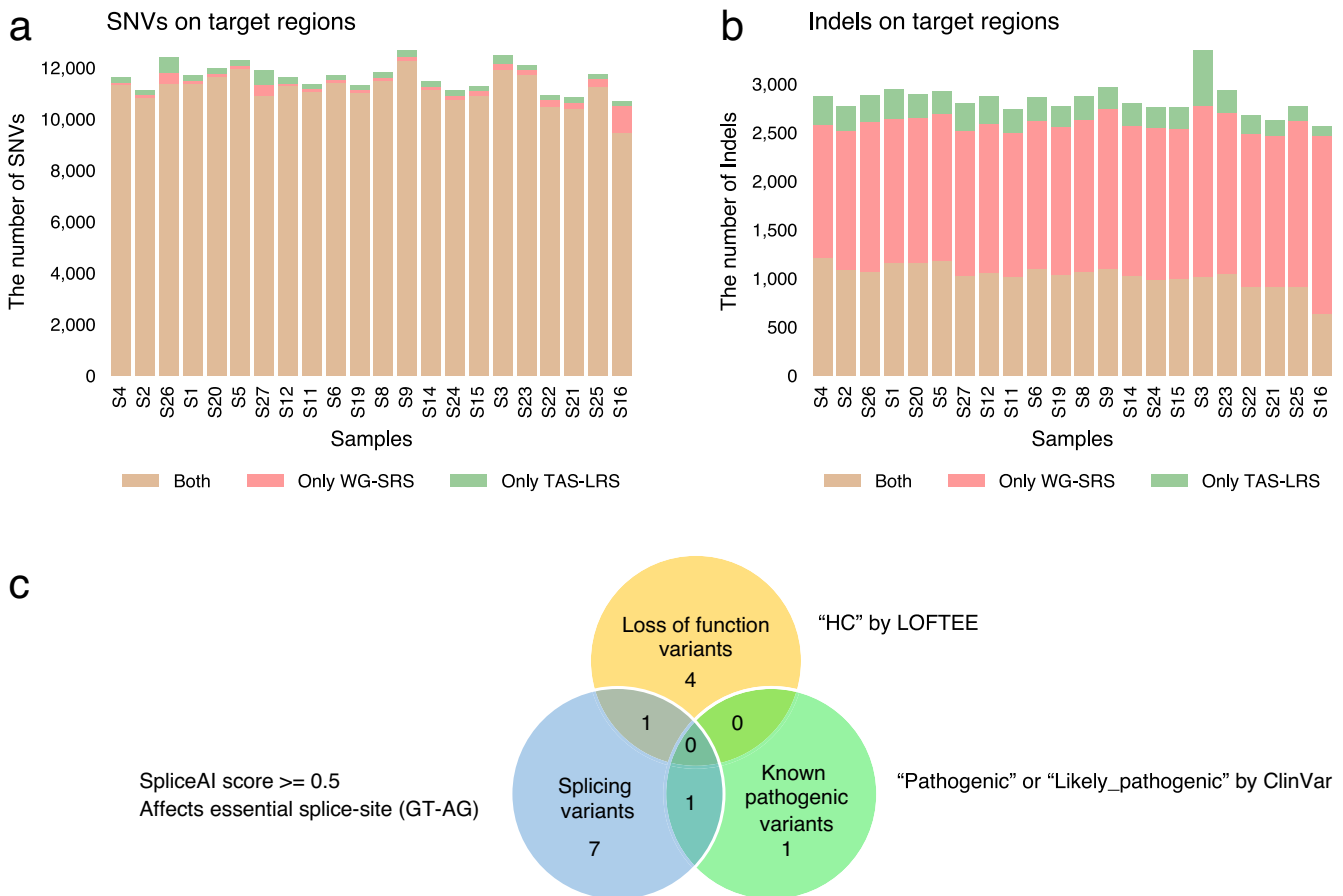 a
SNVs on target regions
The number of SNVs
12,000
10,000
8,000
6,000
4,000
2,000
0
S4 S2 S26 S1 S20 S5 S27 S12 S11 S6 S19 S8 S9 S14 S24 S15 S3 S23 S22 S21 S25 S16
Samples
Both Only WG-SRS Only TAS-LRS
b
Indels on target regions
The number of Indels
3,000
2,500
2,000
1,500
1,000
500
0
S4 S2 S26 S1 S20 S5 S27 S12 S11 S6 S19 S8 S9 S14 S24 S15 S3 S23 S22 S21 S25 S16
Samples
Both Only WG-SRS Only TAS-LRS
c
Loss of function
variants
4
“HC” by LOFTEE
1
0
0
SpliceAI score >= 0.5
Affects essential splice-site (GT-AG)
Splicing
variants
7
1
Known
pathogenic
variants
1
“Pathogenic” or “Likely_pathogenic” by ClinVar